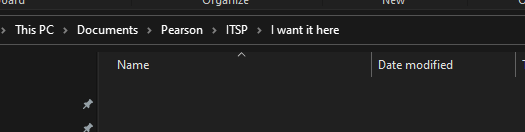 Organize New
This PC > Documents > Pearson > ITSP > I want it here
Name Date modified